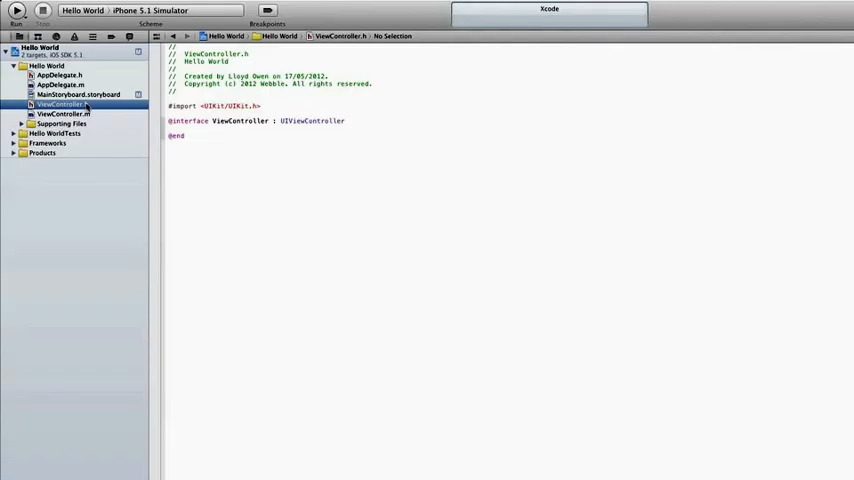 Xcode
Hello World iPhone 5.1 Simulator
Run Stop Scheme Breakpoints
Hello World
2 targets, iOS SDK 5.1
Hello World
AppDelegate.h
AppDelegate.m
MainStoryboard.storyboard
ViewController.h
ViewController.m
Supporting Files
Hello WorldTests
Frameworks
Products
Hello World Hello World ViewController.h No Selection
//
// ViewController.h
// Hello World
//
// Created by Lloyd Owen on 17/05/2012.
// Copyright (c) 2012 Webble. All rights reserved.
//
#import <UIKit/UIKit.h>
@interface ViewController : UIViewController
@end